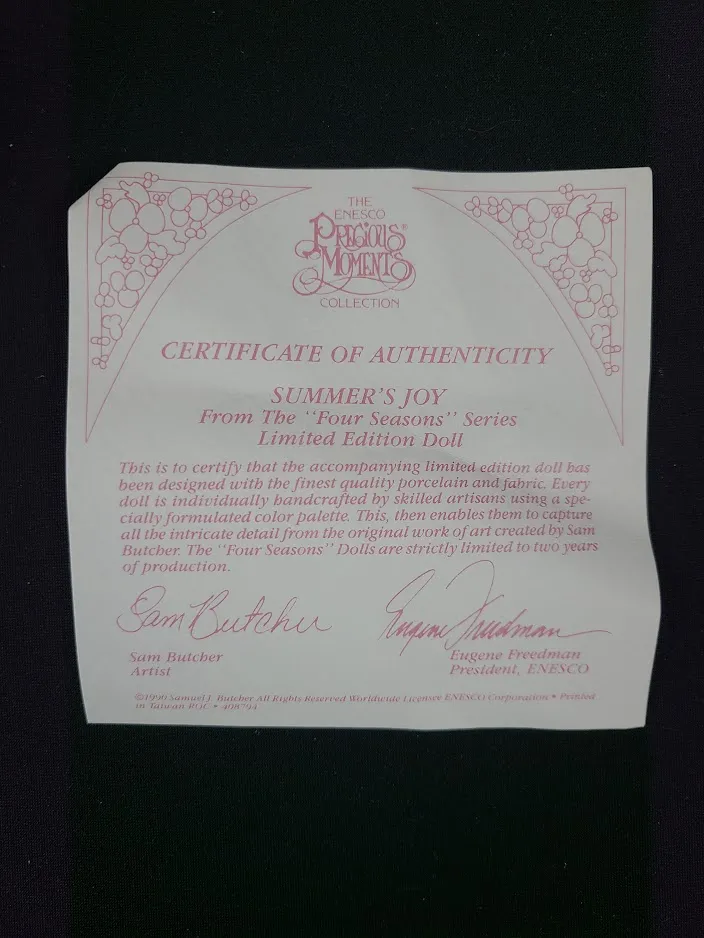 THE
ENESCO
PRECIOUS®
MOMENTS
COLLECTION
CERTIFICATE OF AUTHENTICITY
SUMMER'S JOY
From The "Four Seasons" Series
Limited Edition Doll
This is to certify that the accompanying limited edition doll has
been designed with the finest quality porcelain and fabric. Every
doll is individually handcrafted by skilled artisans using a spe-
cially formulated color palette. This, then enables them to capture
all the intricate detail from the original work of art created by Sam
Butcher. The "Four Seasons" Dolls are strictly limited to two years
of production.
Sam Butcher Eugene Freedman
Sam Butcher Eugene Freedman
Artist President, ENESCO
©1990 Samuel J. Butcher All Rights Reserved Worldwide Licensee ENESCO Corporation • Printed
in Taiwan ROC • 408794